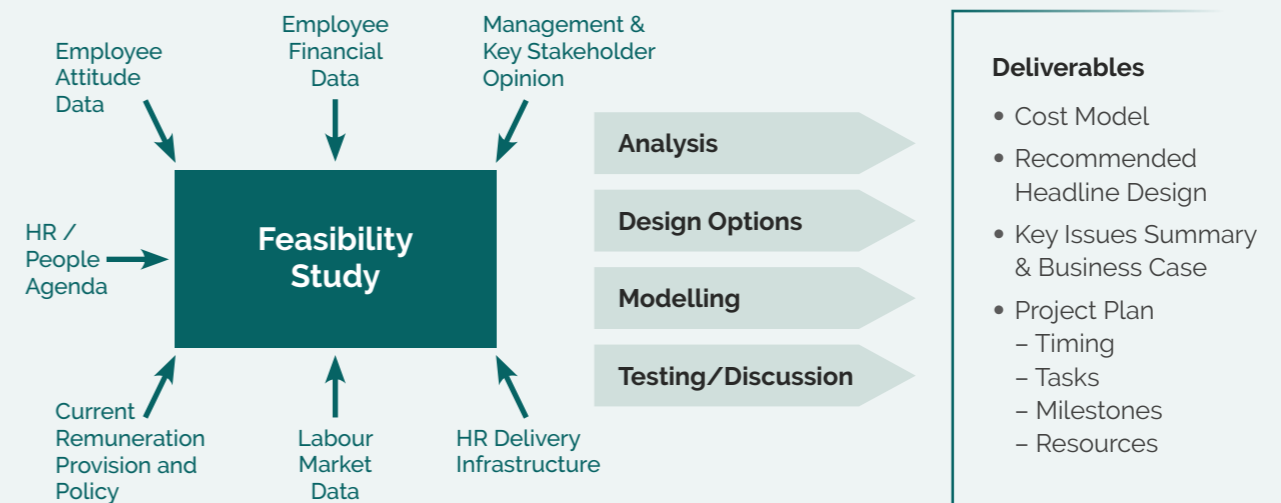 Employee
Attitude
Data
Employee
Financial
Data
Management &
Key Stakeholder
Opinion
HR /
People
Agenda
Feasibility
Study
Current
Remuneration
Provision and
Policy
Labour
Market
Data
HR Delivery
Infrastructure
Analysis
Design Options
Modelling
Testing/Discussion
Deliverables
• Cost Model
• Recommended
Headline Design
• Key Issues Summary
& Business Case
• Project Plan
– Timing
– Tasks
– Milestones
– Resources